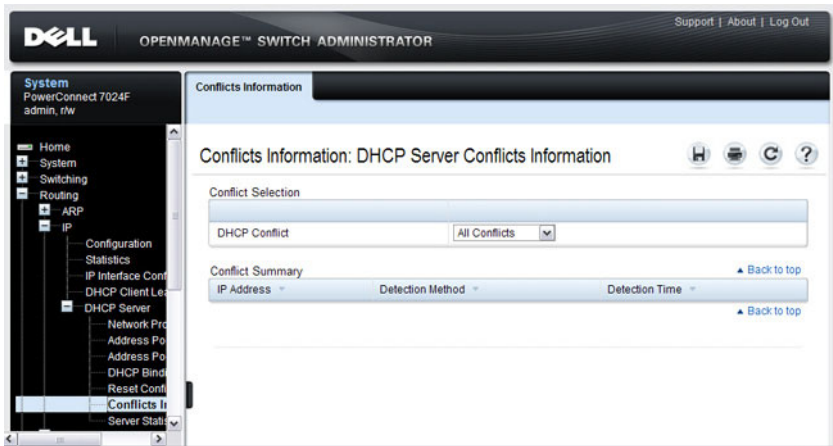 Support | About | Log Out
DELL OPENMANAGE™ SWITCH ADMINISTRATOR
System
PowerConnect 7024F
admin, r/w
Home
System
Switching
Routing
ARP
IP
Configuration
Statistics
IP Interface Conf
DHCP Client Lea
DHCP Server
Network Pro
Address Po
Address Po
DHCP Bindi
Reset Confi
Conflicts In
Server Statis
Conflicts Information
Conflicts Information: DHCP Server Conflicts Information
Conflict Selection
DHCP Conflict All Conflicts
Conflict Summary Back to top
IP Address Detection Method Detection Time
Back to top